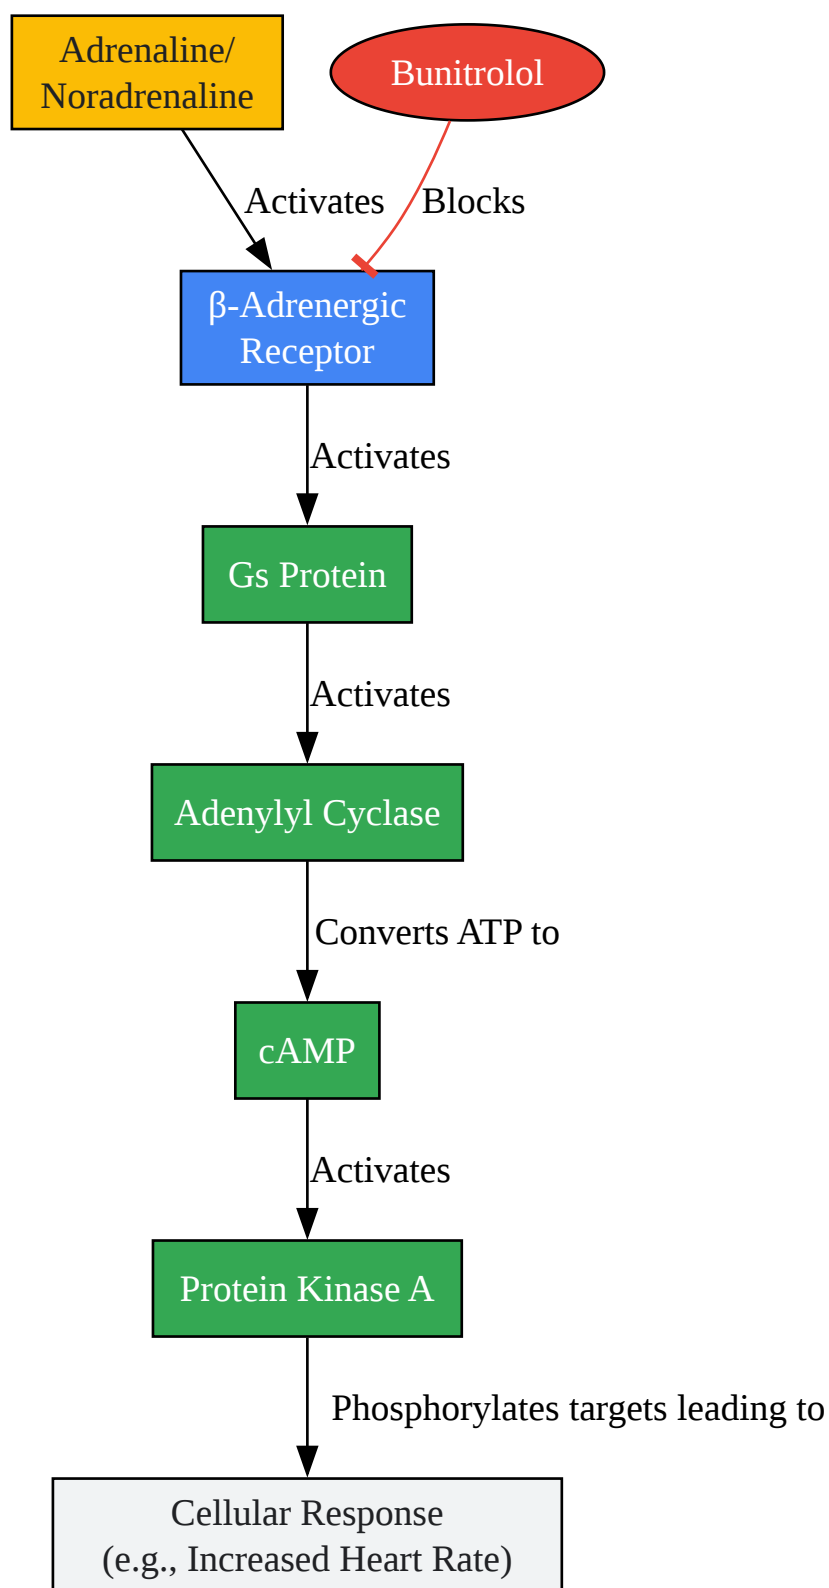 Adrenaline/
Noradrenaline
Bunitrolol
Activates
Blocks
β-Adrenergic
Receptor
Activates
Gs Protein
Activates
Adenylyl Cyclase
Converts ATP to
cAMP
Activates
Protein Kinase A
Phosphorylates targets leading to
Cellular Response
(e.g., Increased Heart Rate)